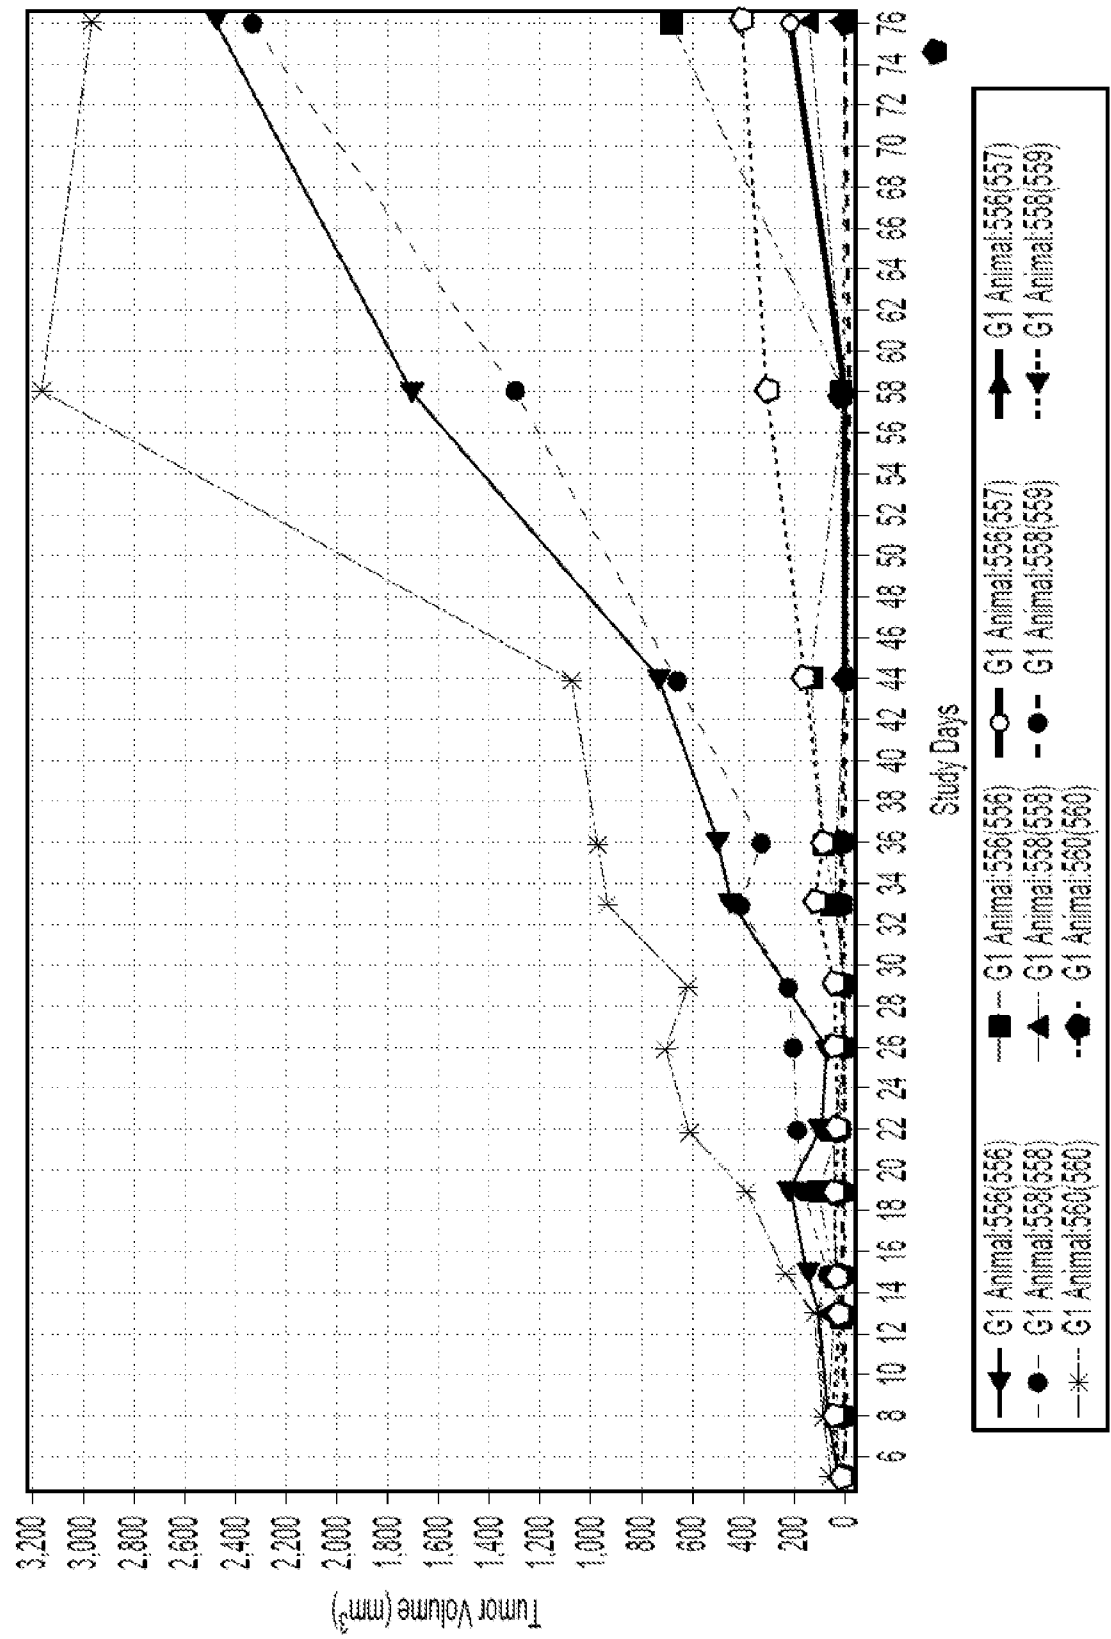 Tumor Volume (mm³)
3,200
3,000
2,800
2,600
2,400
2,200
2,000
1,800
1,600
1,400
1,200
1,000
800
600
400
200
0
6 8 10 12 14 16 18 20 22 24 26 28 30 32 34 36 38 40 42 44 46 48 50 52 54 56 58 60 62 64 66 68 70 72 74 76
Study Days
G1 Animal:556(556) G1 Animal:556(556) G1 Animal:556(557) G1 Animal:556(557)
G1 Animal:558(558) G1 Animal:558(558) G1 Animal:558(559) G1 Animal:558(559)
G1 Animal:560(560) G1 Animal:560(560)